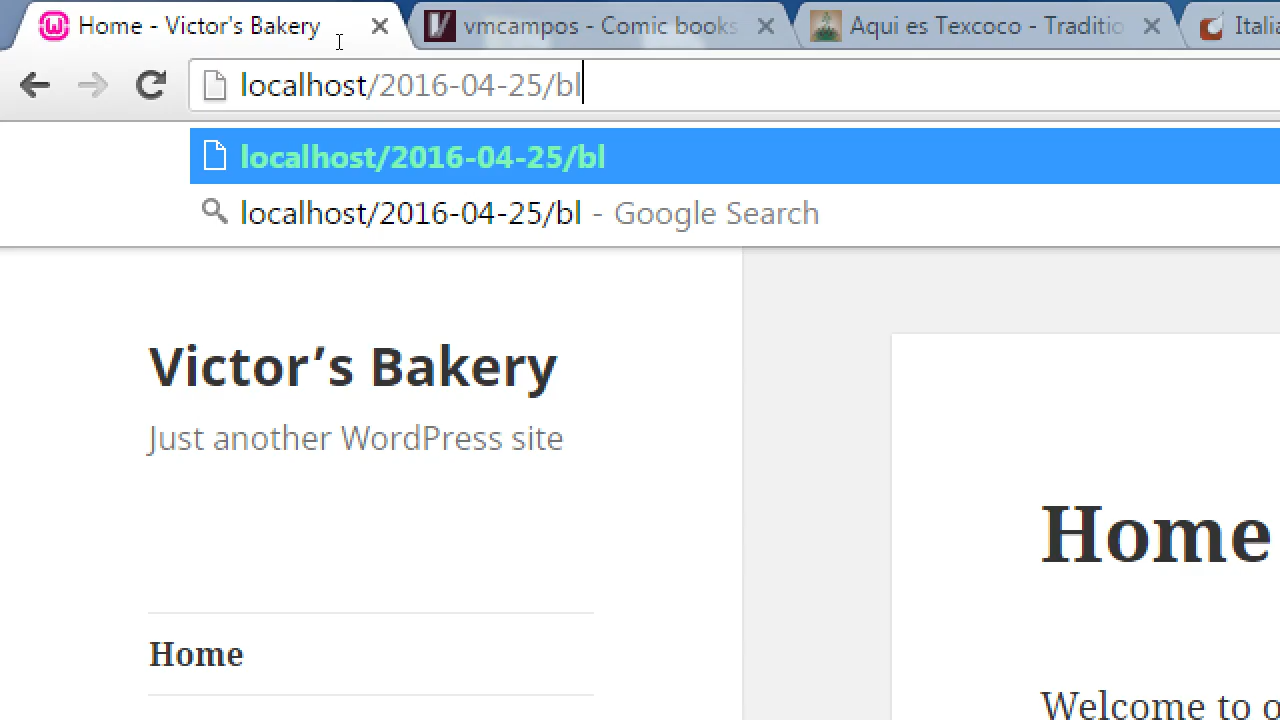 Home - Victor's Bakery
vmcampos - Comic books
Aqui es Texcoco - Traditio
Italia
localhost/2016-04-25/bl
localhost/2016-04-25/bl
localhost/2016-04-25/bl - Google Search
Victor’s Bakery
Just another WordPress site
Home
Home
Welcome to o